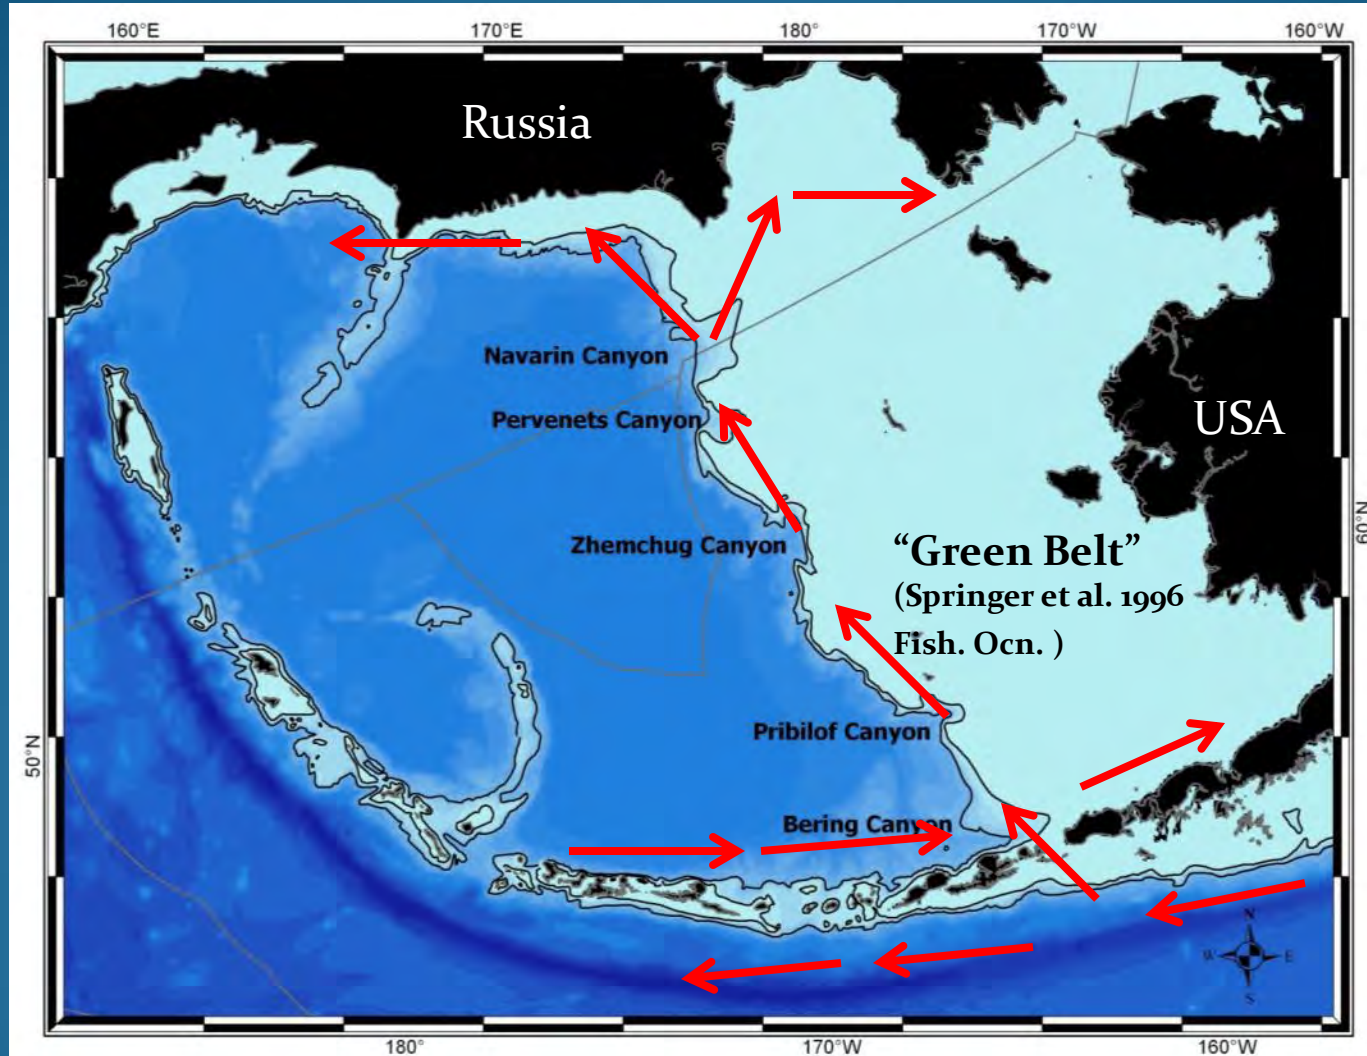 160°E 170°E 180° 170°W 160°W
Russia
Navarin Canyon
Pervenets Canyon
USA
60°N
Zhemchug Canyon
“Green Belt”
(Springer et al. 1996
Fish. Ocn. )
Pribilof Canyon
50°N
Bering Canyon
N
W E
S
180° 170°W 160°W